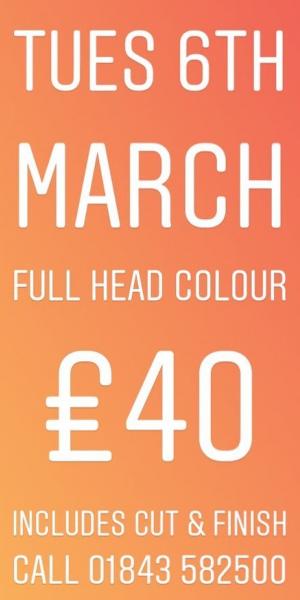 TUES 6TH
MARCH
FULL HEAD COLOUR
£40
INCLUDES CUT & FINISH
CALL 01843 582500